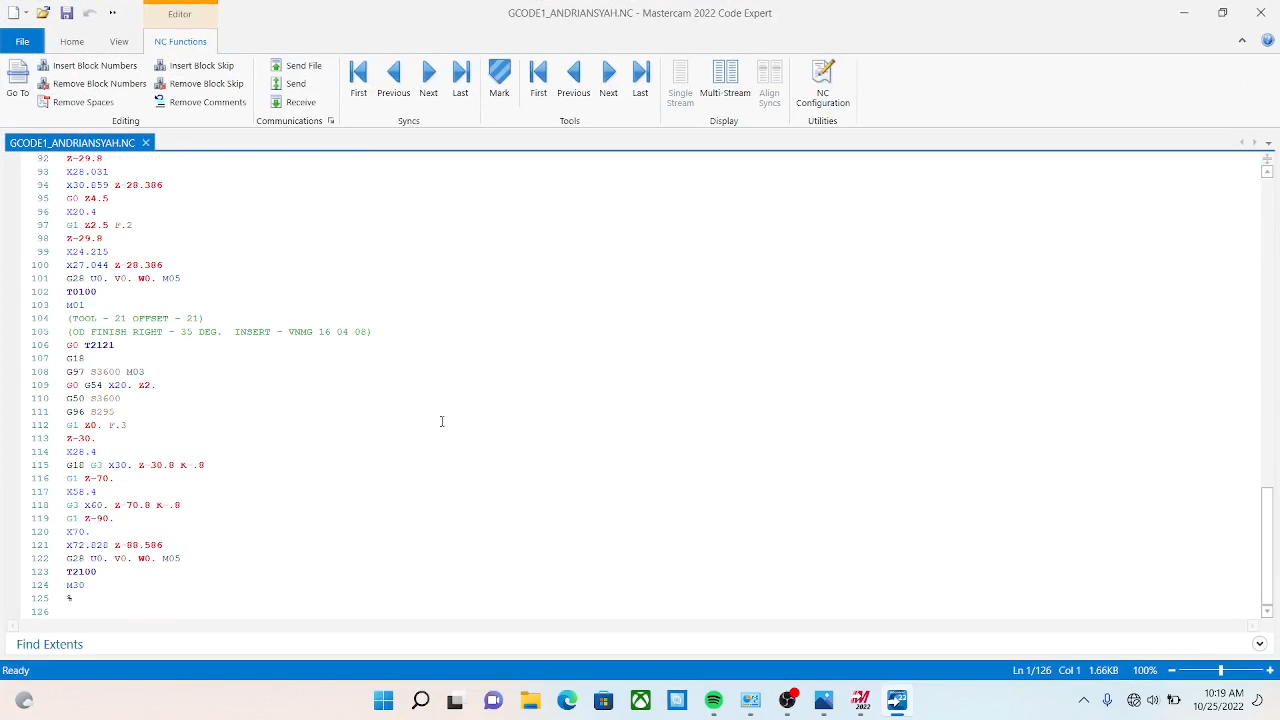 Editor
GCODE1_ANDRIANSYAH.NC - Mastercam 2022 Code Expert
File Home View NC Functions
Go To
Insert Block Numbers
Remove Block Numbers
Remove Spaces
Insert Block Skip
Remove Block Skip
Remove Comments
Editing
Send File
Send
Receive
Communications
First Previous Next Last
Syncs
Mark First Previous Next Last
Tools
Single Stream
Multi-Stream
Align Syncs
Display
NC Configuration
Utilities
GCODE1_ANDRIANSYAH.NC
92 Z-29.8
93 X28.031
94 X30.859 Z-28.386
95 G0 Z4.5
96 X20.4
97 G1 Z2.5 F.2
98 Z-29.8
99 X24.215
100 X27.044 Z-28.386
101 G28 U0. V0. W0. M05
102 T0100
103 M01
104 (TOOL - 21 OFFSET - 21)
105 (OD FINISH RIGHT - 35 DEG.  INSERT - VNMG 16 04 08)
106 G0 T2121
107 G18
108 G97 S3600 M03
109 G0 G54 X20. Z2.
110 G50 S3600
111 G96 S295
112 G1 Z0. F.3
113 Z-30.
114 X28.4
115 G18 G3 X30. Z-30.8 K-.8
116 G1 Z-70.
117 X58.4
118 G3 X60. Z-70.8 K-.8
119 G1 Z-90.
120 X70.
121 X72.828 Z-88.586
122 G28 U0. V0. W0. M05
123 T2100
124 M30
125 %
126
Find Extents
Ready
Ln 1/126 Col 1 1.66KB 100%
2022
10:19 AM
10/25/2022